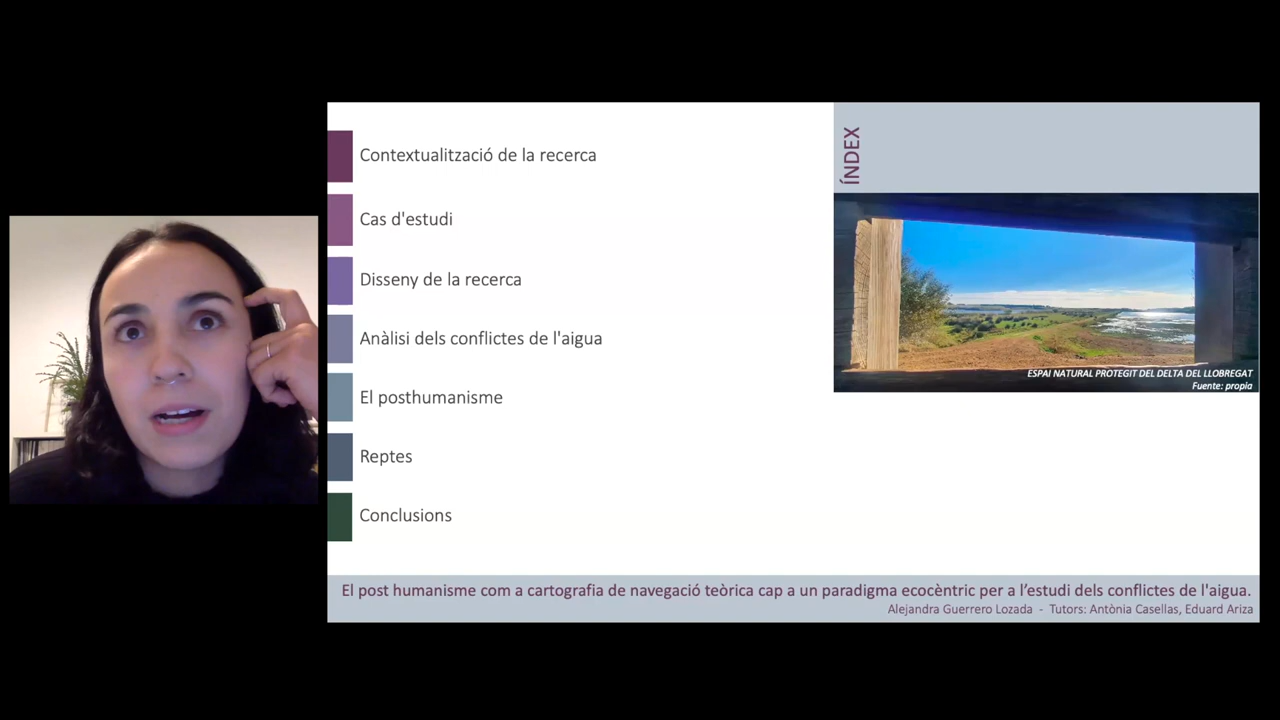 Contextualització de la recerca
Cas d'estudi
Disseny de la recerca
Anàlisi dels conflictes de l'aigua
El posthumanisme
Reptes
Conclusions
ÍNDEX
ESPAI NATURAL PROTEGIT DEL DELTA DEL LLOBREGAT
Fuente: propia
El post humanisme com a cartografia de navegació teòrica cap a un paradigma ecocèntric per a l’estudi dels conflictes de l'aigua.
Alejandra Guerrero Lozada - Tutors: Antònia Casellas, Eduard Ariza